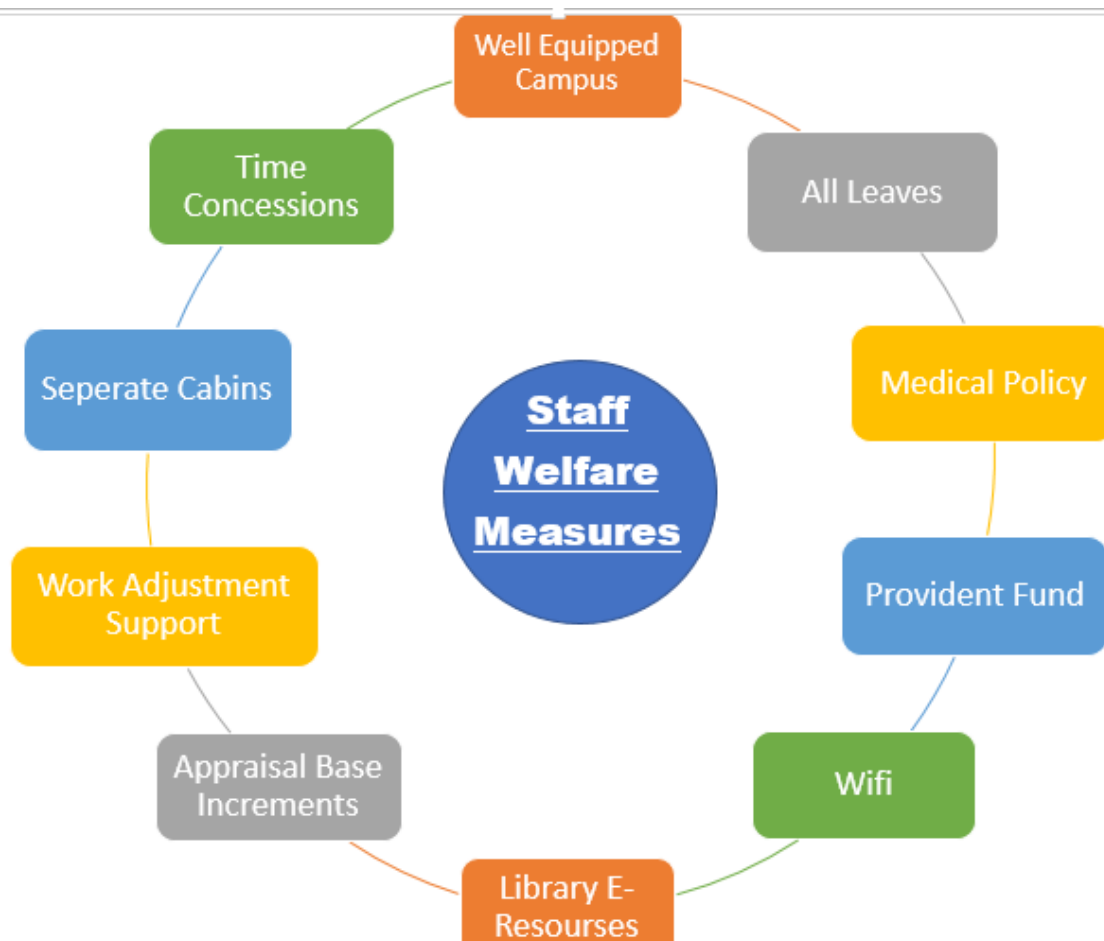 Well Equipped
Campus
All Leaves
Medical Policy
Provident Fund
Wifi
Library E-
Resourses
Appraisal Base
Increments
Work Adjustment
Support
Seperate Cabins
Time
Concessions
Staff
Welfare
Measures